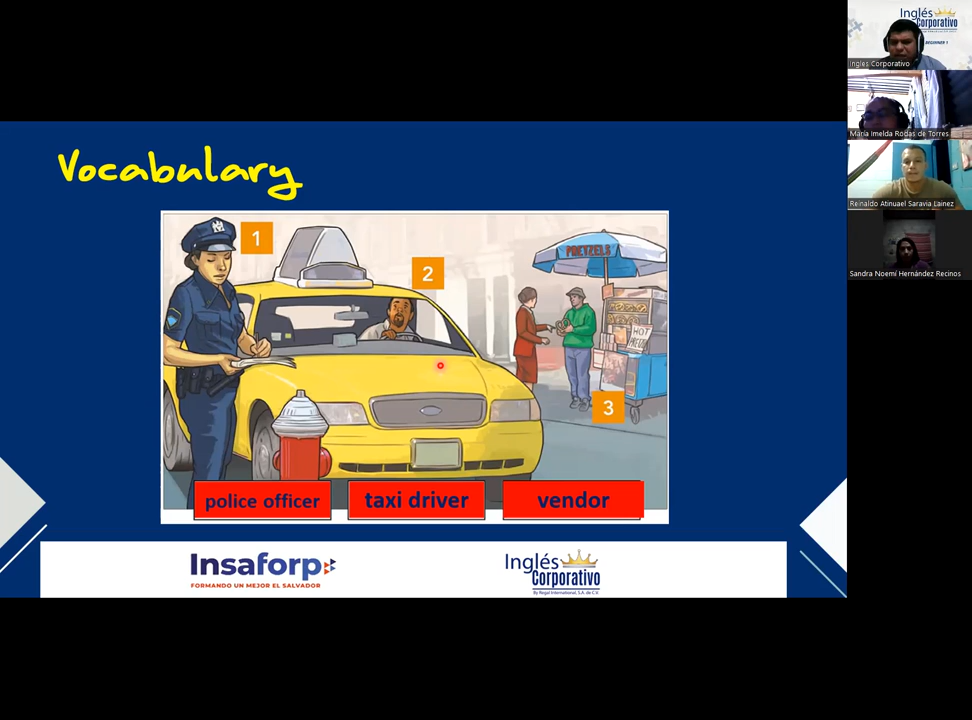 Vocabulary
1
2
PRETZELS
HOT
3
police officer
taxi driver
vendor
Insaforp
FORMANDO UN MEJOR EL SALVADOR
Inglés
Corporativo
By Regal International, S.A. de C.V.
Inglés
Corporativo
BEGINNER 1
Ingles Corporativo
María Imelda Rodas de Torres
Reinaldo Atinuael Saravia Lainez
Sandra Noemí Hernández Recinos